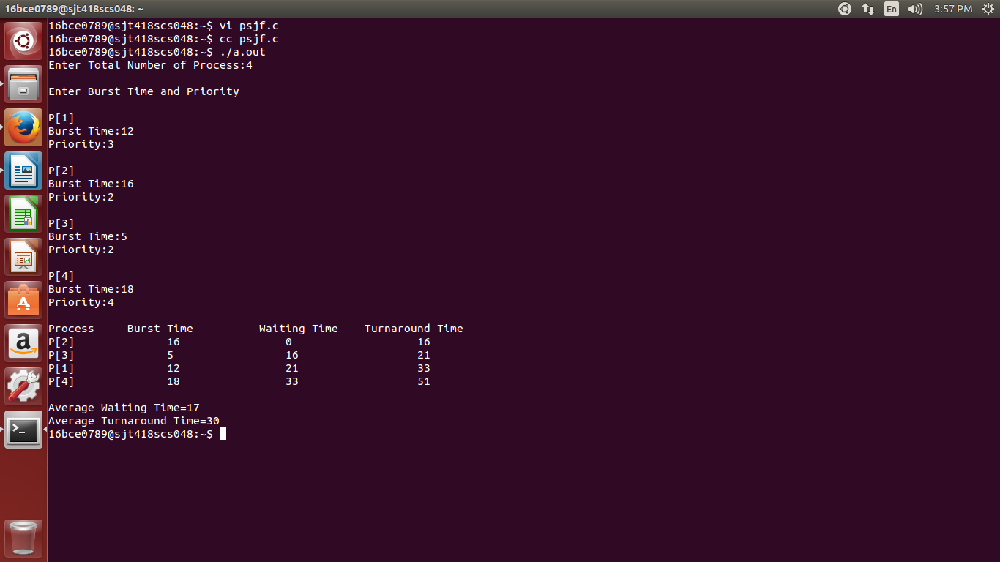 16bce0789@sjt418scs048: ~
En
3:57 PM
16bce0789@sjt418scs048:~$ vi psjf.c
16bce0789@sjt418scs048:~$ cc psjf.c
16bce0789@sjt418scs048:~$ ./a.out
Enter Total Number of Process:4
Enter Burst Time and Priority
P[1]
Burst Time:12
Priority:3
P[2]
Burst Time:16
Priority:2
P[3]
Burst Time:5
Priority:2
P[4]
Burst Time:18
Priority:4
Process Burst Time Waiting Time Turnaround Time
P[2] 16 0 16
P[3] 5 16 21
P[1] 12 21 33
P[4] 18 33 51
Average Waiting Time=17
Average Turnaround Time=30
16bce0789@sjt418scs048:~$